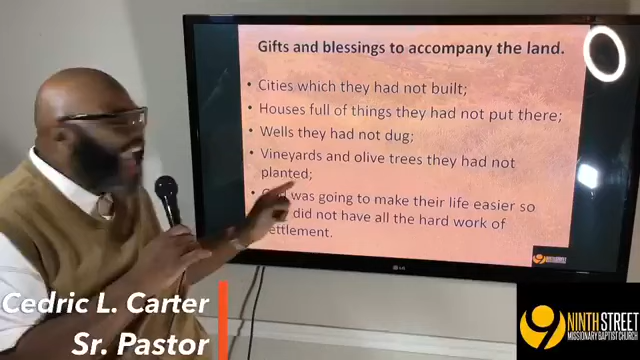 Gifts and blessings to accompany the land.
• Cities which they had not built;
• Houses full of things they had not put there;
• Wells they had not dug;
• Vineyards and olive trees they had not
planted;
• was going to make their life easier so
did not have all the hard work of
ettlement.
LG
Cedric L. Carter
Sr. Pastor
NINTH STREET
MISSIONARY BAPTIST CHURCH